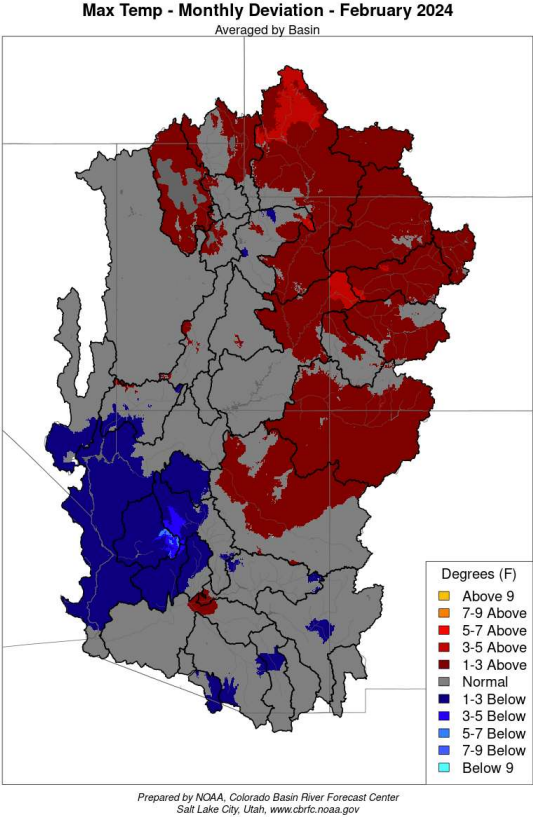 Max Temp - Monthly Deviation - February 2024
Averaged by Basin
Degrees (F)
Above 9
7-9 Above
5-7 Above
3-5 Above
1-3 Above
Normal
1-3 Below
3-5 Below
5-7 Below
7-9 Below
Below 9
Prepared by NOAA, Colorado Basin River Forecast Center
Salt Lake City, Utah, www.cbrfc.noaa.gov